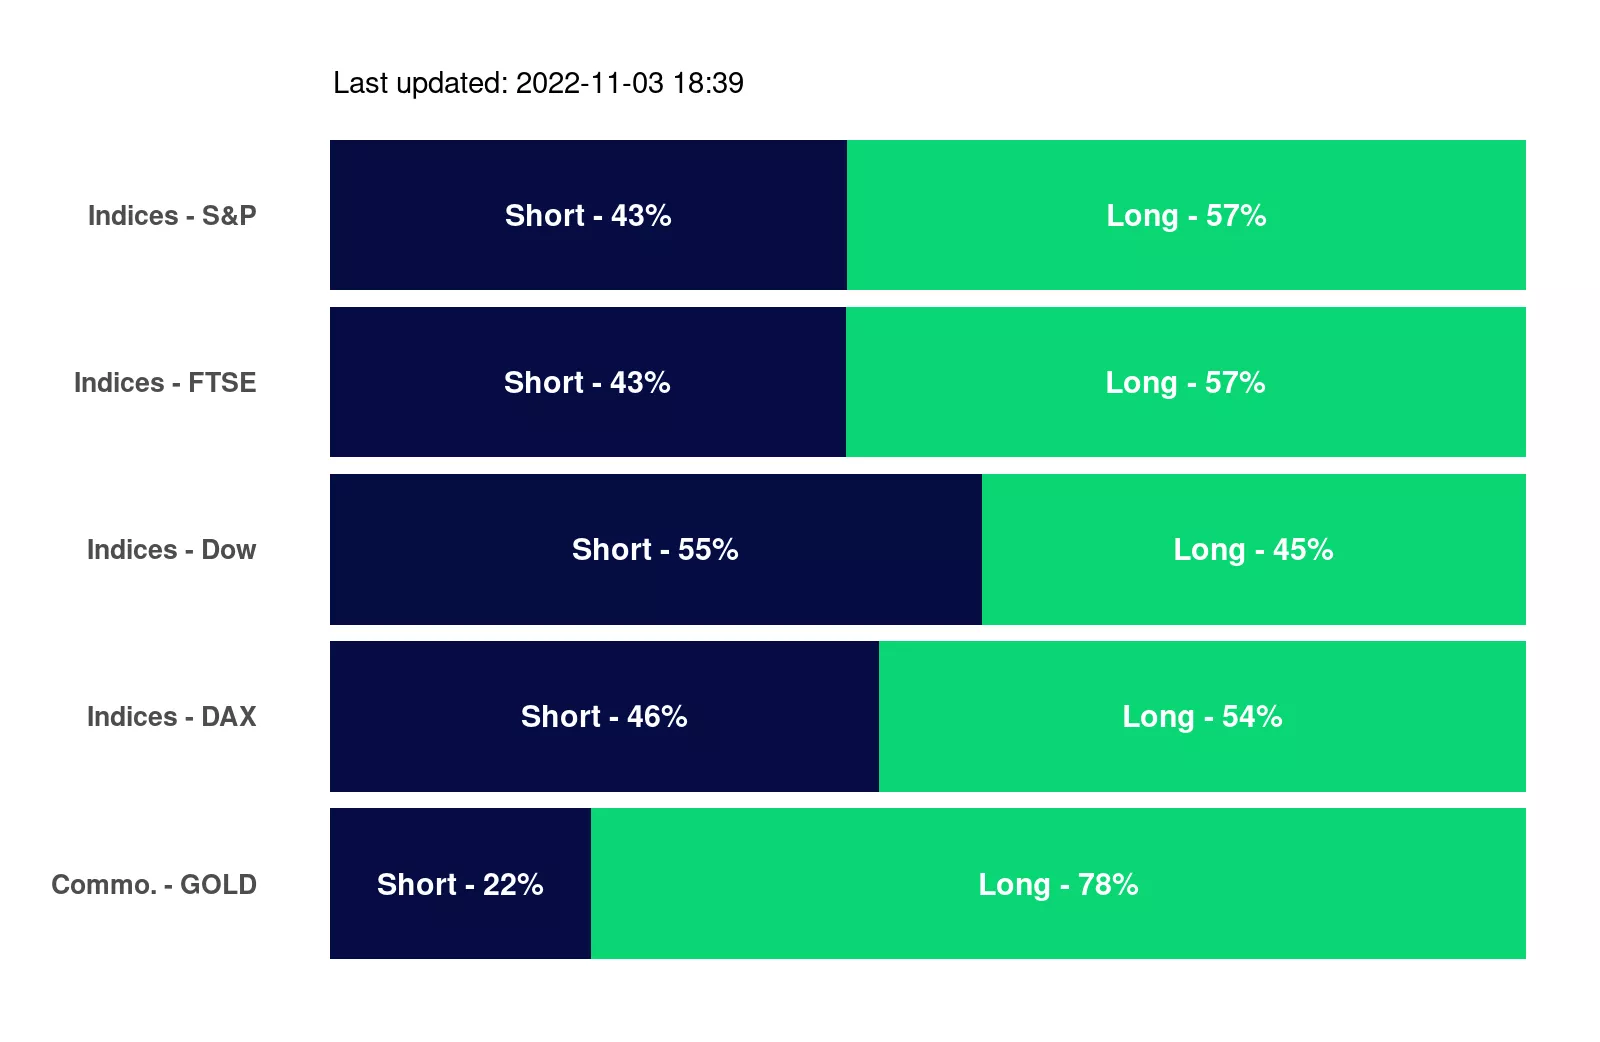 Last updated: 2022-11-03 18:39
Indices - S&P Short - 43% Long - 57%
Indices - FTSE Short - 43% Long - 57%
Indices - Dow Short - 55% Long - 45%
Indices - DAX Short - 46% Long - 54%
Commo. - GOLD Short - 22% Long - 78%